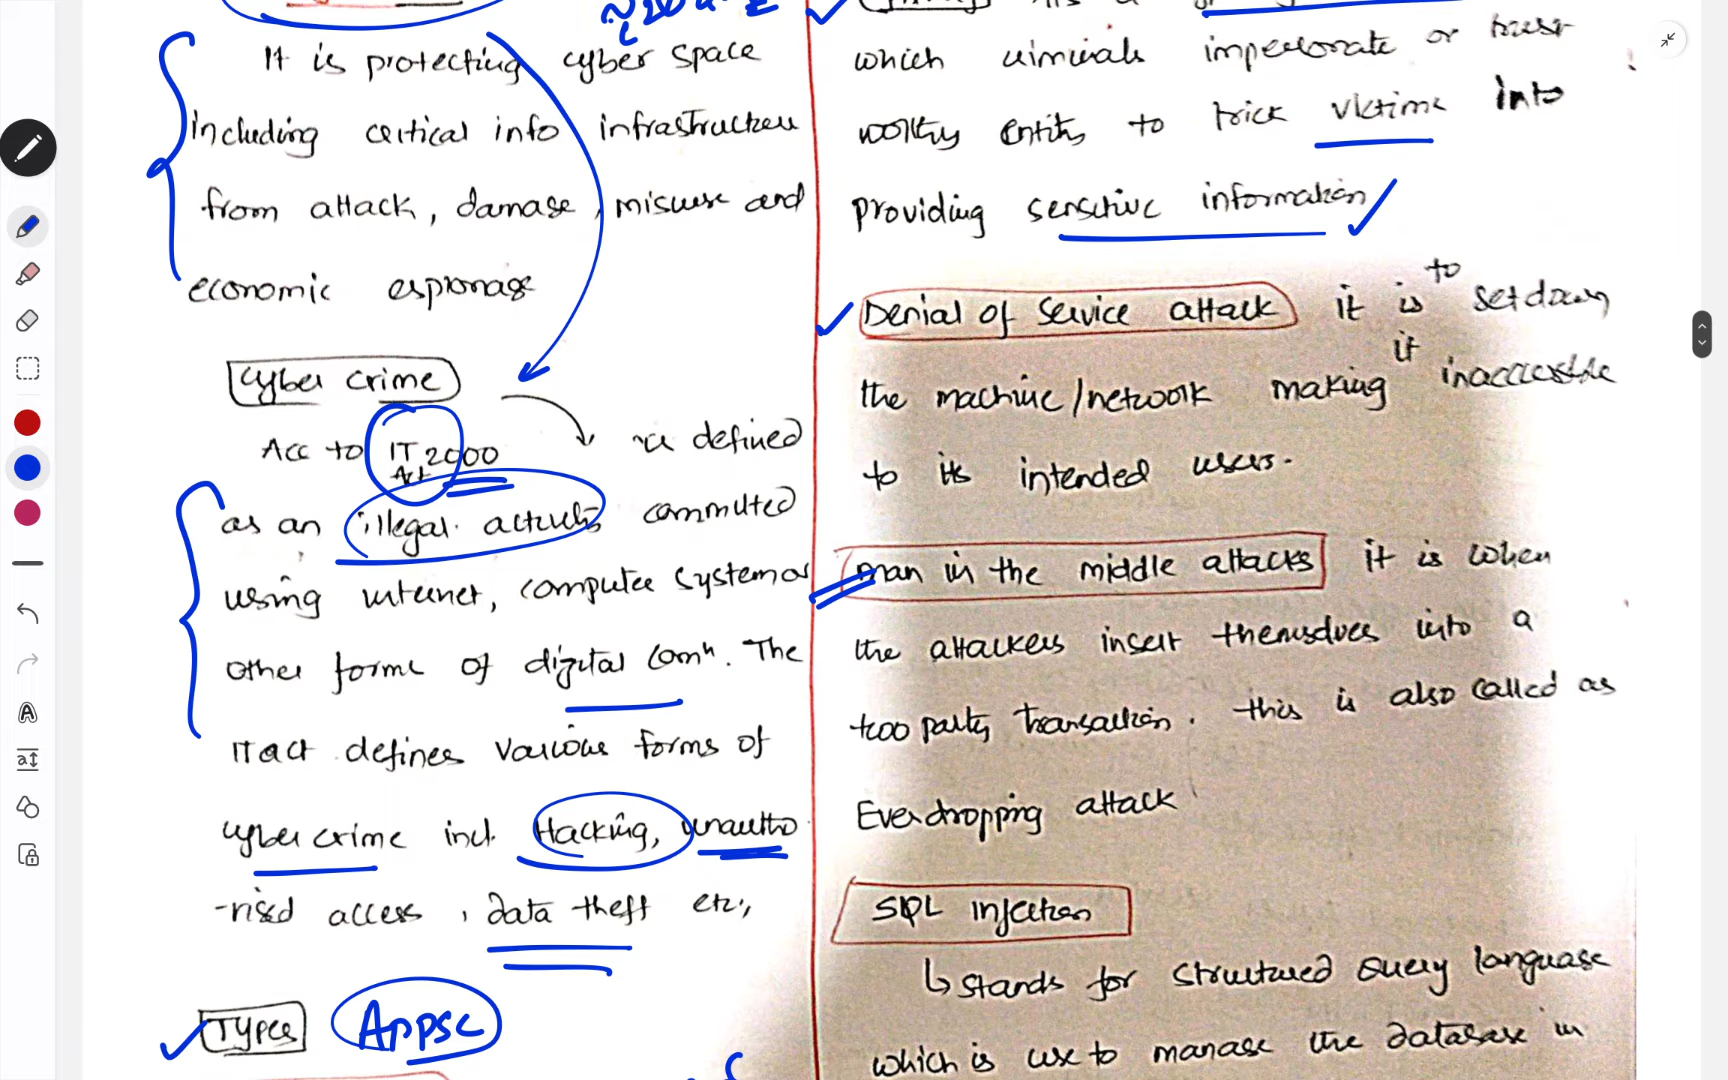 It is protecting cyber space
including critical info infrastructure
from attack, damage, misuse and
economic espionage
Cyber crime
Acc to IT 2000 is defined
Act
as an illegal activity committed
using internet, computer system or
other forms of digital comn. The
IT act defines various forms of
cyber crime incl. Hacking, unautho
-rised access, data theft etc.,
Types Appsc
which criminals impersonate or trust
worthy entity to trick victims into
providing sensitive information
Denial of service attack it is to setdown
the machine/network making it inaccessible
to its intended users.
man in the middle attacks it is when
the attackers insert themselves into a
two party transaction. this is also called as
Evesdropping attack
SQL injection
↳ stands for structured Query language
which is use to manage the database in